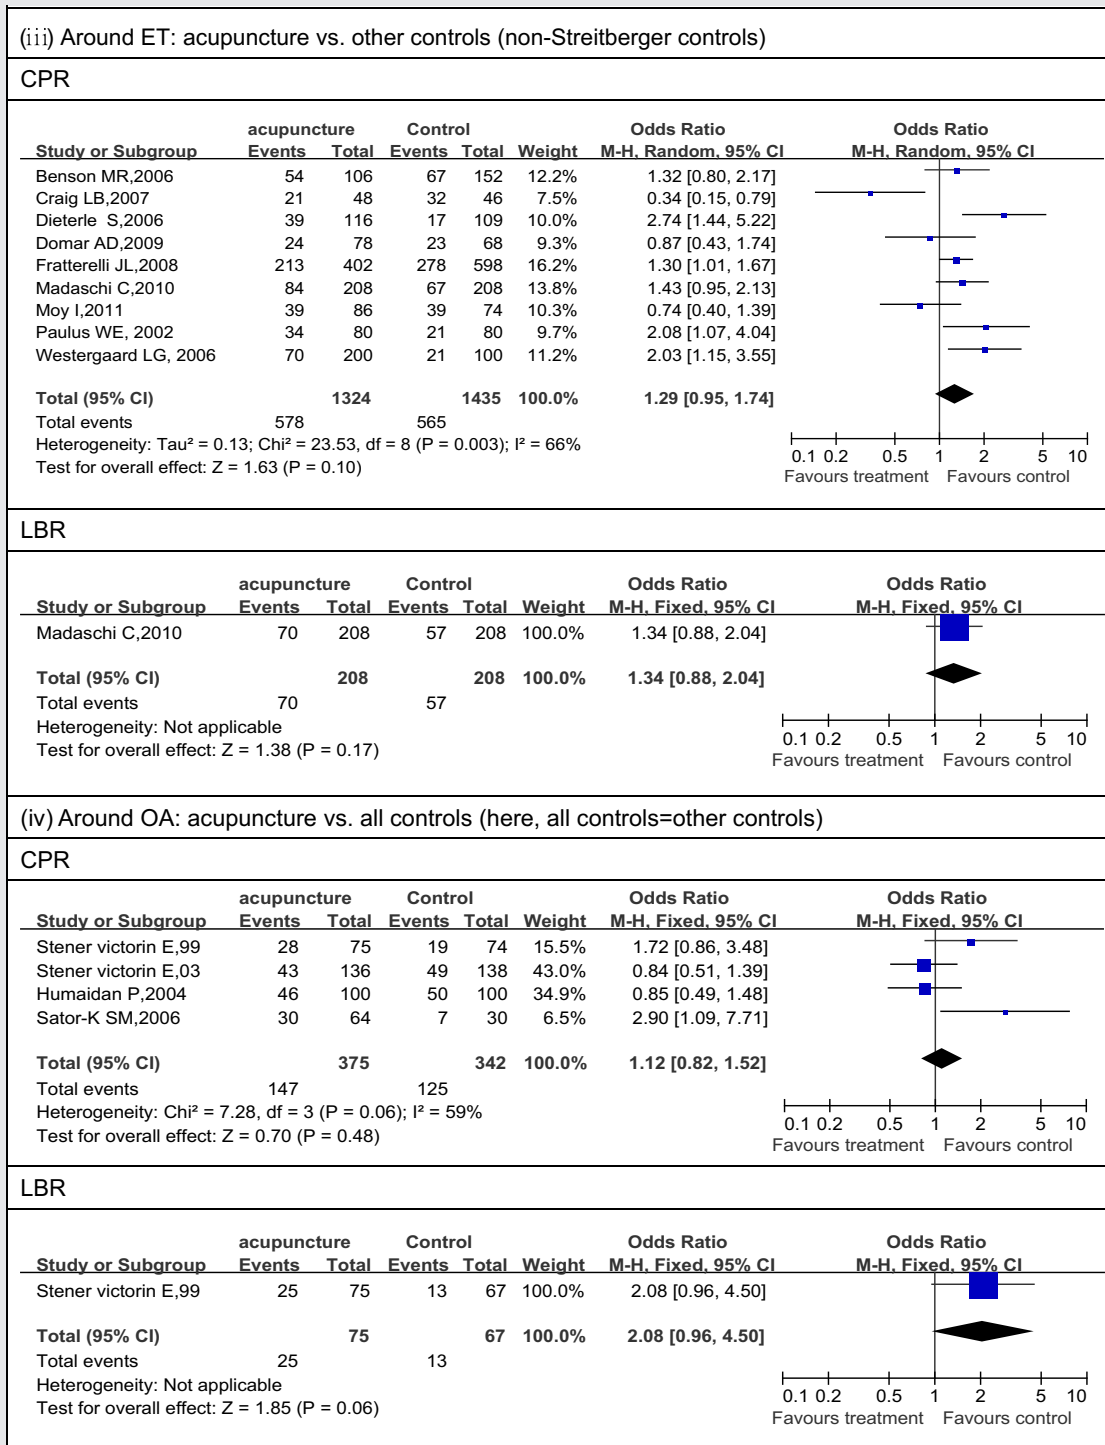 (iii) Around ET: acupuncture vs. other controls (non-Streitberger controls)
CPR
acupuncture Control Odds Ratio Odds Ratio
Study or Subgroup Events Total Events Total Weight M-H, Random, 95% CI M-H, Random, 95% CI
Benson MR,2006 54 106 67 152 12.2% 1.32 [0.80, 2.17]
Craig LB,2007 21 48 32 46 7.5% 0.34 [0.15, 0.79]
Dieterle S,2006 39 116 17 109 10.0% 2.74 [1.44, 5.22]
Domar AD,2009 24 78 23 68 9.3% 0.87 [0.43, 1.74]
Fratterelli JL,2008 213 402 278 598 16.2% 1.30 [1.01, 1.67]
Madaschi C,2010 84 208 67 208 13.8% 1.43 [0.95, 2.13]
Moy I,2011 39 86 39 74 10.3% 0.74 [0.40, 1.39]
Paulus WE, 2002 34 80 21 80 9.7% 2.08 [1.07, 4.04]
Westergaard LG, 2006 70 200 21 100 11.2% 2.03 [1.15, 3.55]
Total (95% CI) 1324 1435 100.0% 1.29 [0.95, 1.74]
Total events 578 565
Heterogeneity: Tau² = 0.13; Chi² = 23.53, df = 8 (P = 0.003); I² = 66%
Test for overall effect: Z = 1.63 (P = 0.10)
0.1 0.2 0.5 1 2 5 10
Favours treatment Favours control
LBR
acupuncture Control Odds Ratio Odds Ratio
Study or Subgroup Events Total Events Total Weight M-H, Fixed, 95% CI M-H, Fixed, 95% CI
Madaschi C,2010 70 208 57 208 100.0% 1.34 [0.88, 2.04]
Total (95% CI) 208 208 100.0% 1.34 [0.88, 2.04]
Total events 70 57
Heterogeneity: Not applicable
Test for overall effect: Z = 1.38 (P = 0.17)
0.1 0.2 0.5 1 2 5 10
Favours treatment Favours control
(iv) Around OA: acupuncture vs. all controls (here, all controls=other controls)
CPR
acupuncture Control Odds Ratio Odds Ratio
Study or Subgroup Events Total Events Total Weight M-H, Fixed, 95% CI M-H, Fixed, 95% CI
Stener victorin E,99 28 75 19 74 15.5% 1.72 [0.86, 3.48]
Stener victorin E,03 43 136 49 138 43.0% 0.84 [0.51, 1.39]
Humaidan P,2004 46 100 50 100 34.9% 0.85 [0.49, 1.48]
Sator-K SM,2006 30 64 7 30 6.5% 2.90 [1.09, 7.71]
Total (95% CI) 375 342 100.0% 1.12 [0.82, 1.52]
Total events 147 125
Heterogeneity: Chi² = 7.28, df = 3 (P = 0.06); I² = 59%
Test for overall effect: Z = 0.70 (P = 0.48)
0.1 0.2 0.5 1 2 5 10
Favours treatment Favours control
LBR
acupuncture Control Odds Ratio Odds Ratio
Study or Subgroup Events Total Events Total Weight M-H, Fixed, 95% CI M-H, Fixed, 95% CI
Stener victorin E,99 25 75 13 67 100.0% 2.08 [0.96, 4.50]
Total (95% CI) 75 67 100.0% 2.08 [0.96, 4.50]
Total events 25 13
Heterogeneity: Not applicable
Test for overall effect: Z = 1.85 (P = 0.06)
0.1 0.2 0.5 1 2 5 10
Favours treatment Favours control